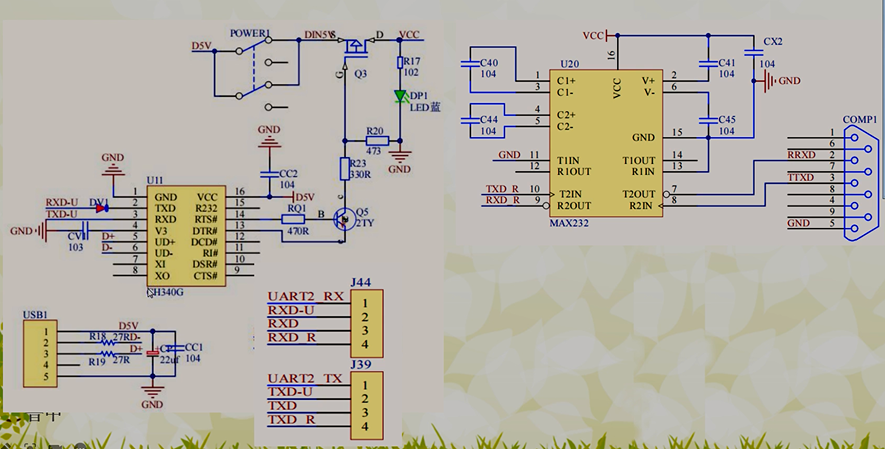 POWER1
D5V
DIN5V
S
D
VCC
G
Q3
R17
102
DP1
LED蓝
R20
473
GND
R23
330R
GND
CC2
104
D5V
GND
U11
RXD-U
DV1
TXD-U
GND
103
D+
D-
1 GND VCC 16
2 TXD R232 15
3 RXD RTS# 14
4 V3 DTR# 13
5 UD+ DCD# 12
6 UD- RI# 11
7 XI DSR# 10
8 XO CTS# 9
H340G
RQ1
470R
B
c
e
Q5
2TY
USB1
1
2
3
4
5
D5V
R18 27R D-
R19 27R D+
22uf
CC1
104
GND
J44
UART2_RX 1
RXD-U 2
RXD 3
RXD_R 4
J39
UART2_TX 1
TXD-U 2
TXD 3
TXD_R 4
VCC
C40
104
C44
104
U20
16
VCC
1 C1+ V+ 2
3 C1- V- 6
4 C2+
5 C2-
GND 15
GND 11 T1IN T1OUT 14
12 R1OUT R1IN 13
TXD_R 10 T2IN T2OUT 7
RXD_R 9 R2OUT R2IN 8
MAX232
C41
104
C45
104
CX2
104
GND
COMP1
1
6
RRXD 2
7
TTXD 3
8
4
9
GND 5